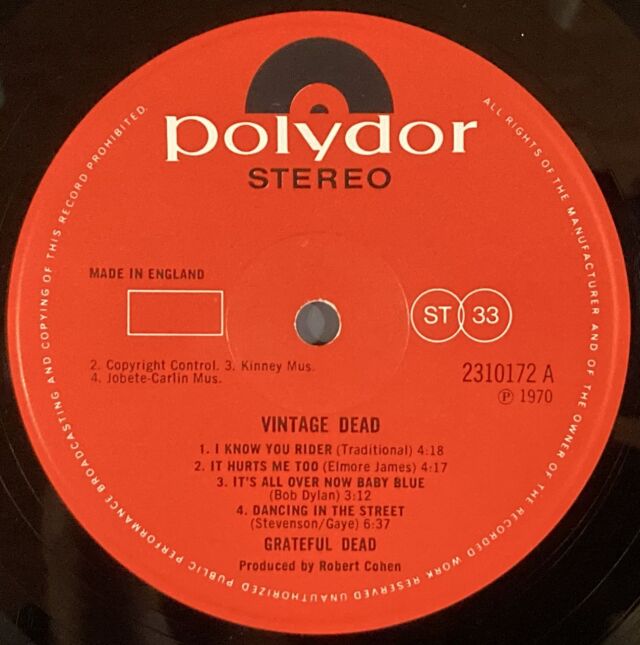 polydor
STEREO
ALL RIGHTS OF THE MANUFACTURER AND OF THE OWNER OF THE RECORDED WORK RESERVED UNAUTHORIZED PUBLIC PERFORMANCE BROADCASTING AND COPYING OF THIS RECORD PROHIBITED.
MADE IN ENGLAND
ST 33
2. Copyright Control. 3. Kinney Mus.
4. Jobete-Carlin Mus.
2310172 A
℗ 1970
VINTAGE DEAD
1. I KNOW YOU RIDER (Traditional) 4:18
2. IT HURTS ME TOO (Elmore James) 4:17
3. IT'S ALL OVER NOW BABY BLUE
(Bob Dylan) 3:12
4. DANCING IN THE STREET
(Stevenson/Gaye) 6:37
GRATEFUL DEAD
Produced by Robert Cohen